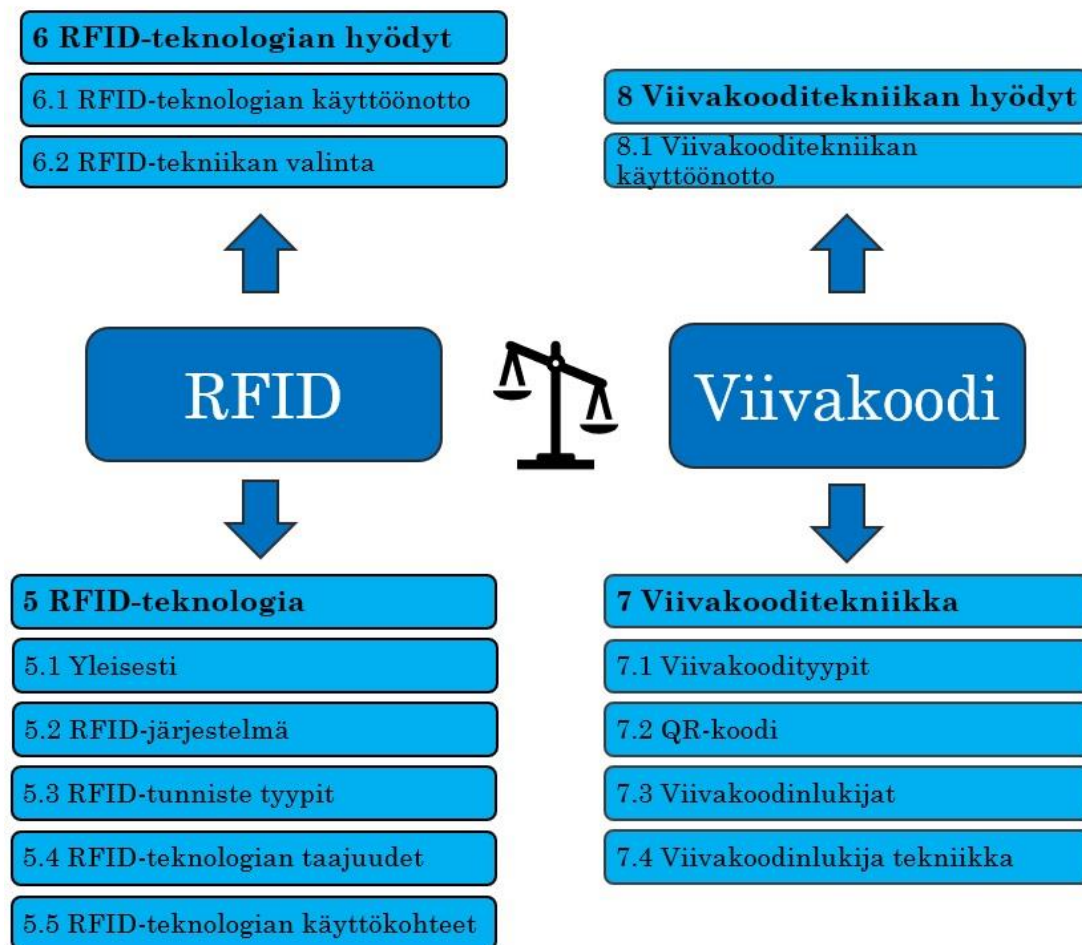 6 RFID-teknologian hyödyt
6.1 RFID-teknologian käyttöönotto
6.2 RFID-tekniikan valinta
8 Viivakooditekniikan hyödyt
8.1 Viivakooditekniikan
käyttöönotto
RFID
Viivakoodi
5 RFID-teknologia
5.1 Yleisesti
5.2 RFID-järjestelmä
5.3 RFID-tunniste tyypit
5.4 RFID-teknologian taajuudet
5.5 RFID-teknologian käyttökohteet
7 Viivakooditekniikka
7.1 Viivakoodityypit
7.2 QR-koodi
7.3 Viivakoodinlukijat
7.4 Viivakoodinlukija tekniikka